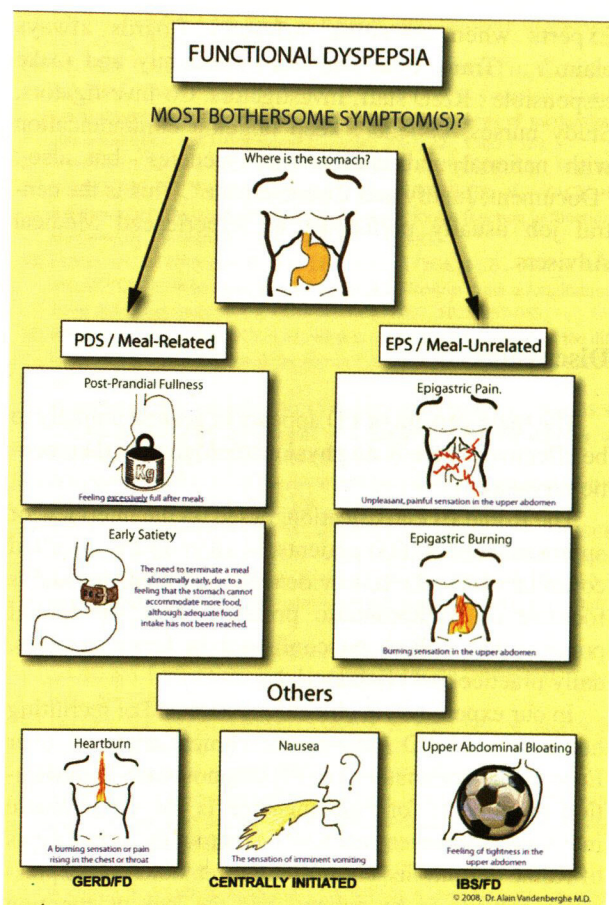 FUNCTIONAL DYSPEPSIA
MOST BOTHERSOME SYMPTOM(S)?
Where is the stomach?
PDS / Meal-Related
EPS / Meal-Unrelated
Post-Prandial Fullness
Kg
Feeling excessively full after meals
Epigastric Pain.
Unpleasant, painful sensation in the upper abdomen
Early Satiety
The need to terminate a meal
abnormally early, due to a
feeling that the stomach cannot
accommodate more food,
although adequate food
intake has not been reached.
Epigastric Burning
Burning sensation in the upper abdomen
Others
Heartburn
A burning sensation or pain
rising in the chest or throat
Nausea
?
The sensation of imminent vomiting
Upper Abdominal Bloating
Feeling of tightness in the
upper abdomen
GERD/FD
CENTRALLY INITIATED
IBS/FD
© 2008, Dr. Alain Vandenberghe M.D.